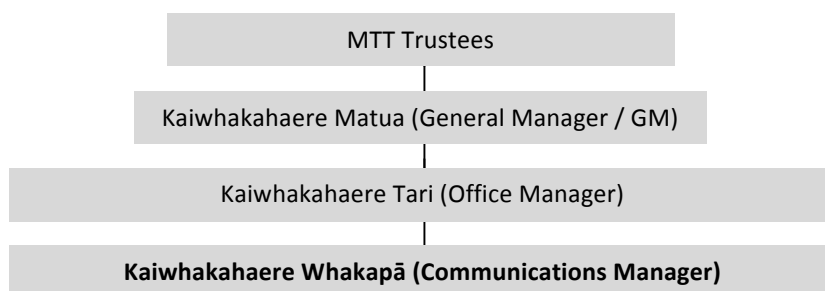 MTT Trustees
Kaiwhakahaere Matua (General Manager / GM)
Kaiwhakahaere Tari (Office Manager)
Kaiwhakahaere Whakapā (Communications Manager)